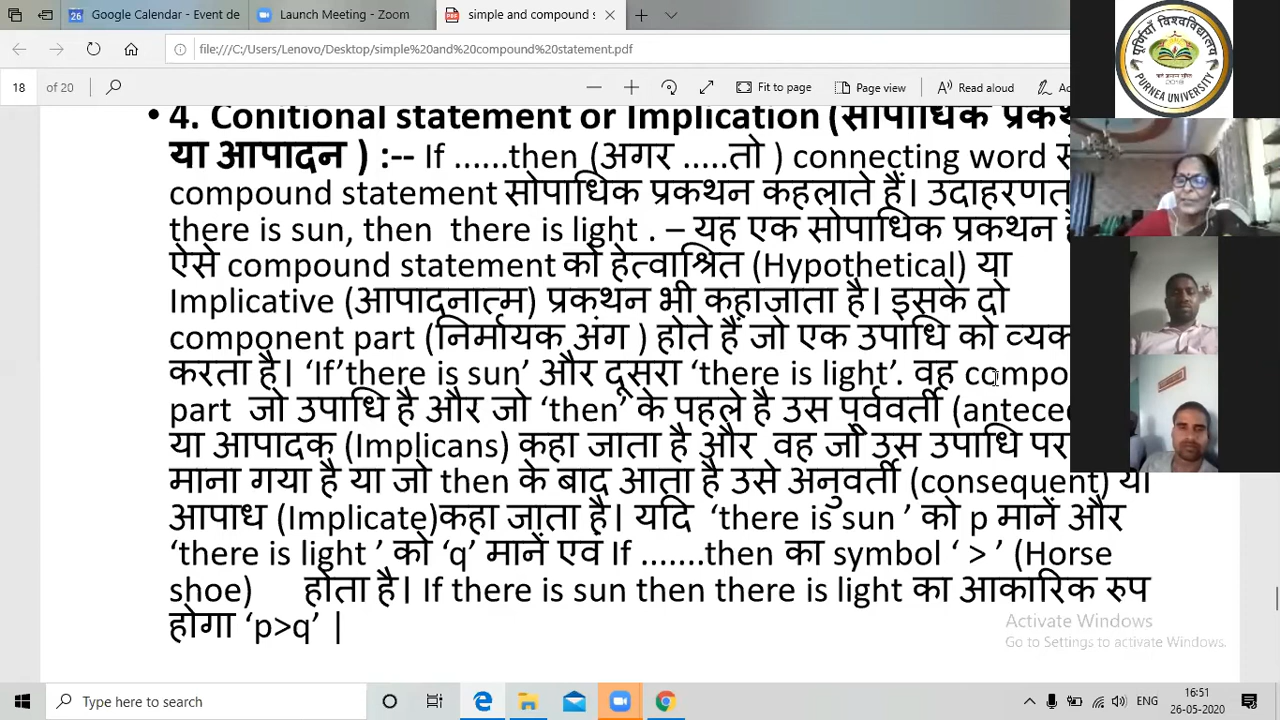 26 Google Calendar - Event de
Launch Meeting - Zoom
simple and compound s
file:///C:/Users/Lenovo/Desktop/simple%20and%20compound%20statement.pdf
18 of 20
Fit to page
Page view
Read aloud
पूर्णियाँ विश्वविद्यालय
PURNEA UNIVERSITY
• 4. Conitional statement or Implication (सोपाधिक
या आपादन ) :-- If ......then (अगर .....तो ) connecting word
compound statement सोपाधिक प्रकथन कहलाते हैं। उदाहरणत
there is sun, then there is light . – यह एक सोपाधिक प्रकथन
ऐसे compound statement को हेत्वाश्रित (Hypothetical) या
Implicative (आपादनात्म) प्रकथन भी कहाजाता है। इसके दो
component part (निर्मायक अंग ) होते हैं जो एक उपाधि को
करता है। ‘If’there is sun’ और दूसरा ‘there is light’. वह compo
part जो उपाधि है और जो ‘then’ के पहले है उस पूर्ववर्ती (anteced
या आपादक (Implicans) कहा जाता है और वह जो उस उपाधि पर
माना गया है या जो then के बाद आता है उसे अनुवर्ती (consequent) या
आपाध (Implicate)कहा जाता है। यदि ‘there is sun ’ को p मानें और
‘there is light ’ को ‘q’ मानें एवं If .......then का symbol ‘ > ’ (Horse
shoe) होता है। If there is sun then there is light का आकारिक रुप
होगा ‘p>q’ |
Activate Windows
Go to Settings to activate Windows.
Type here to search
ENG
16:51
26-05-2020